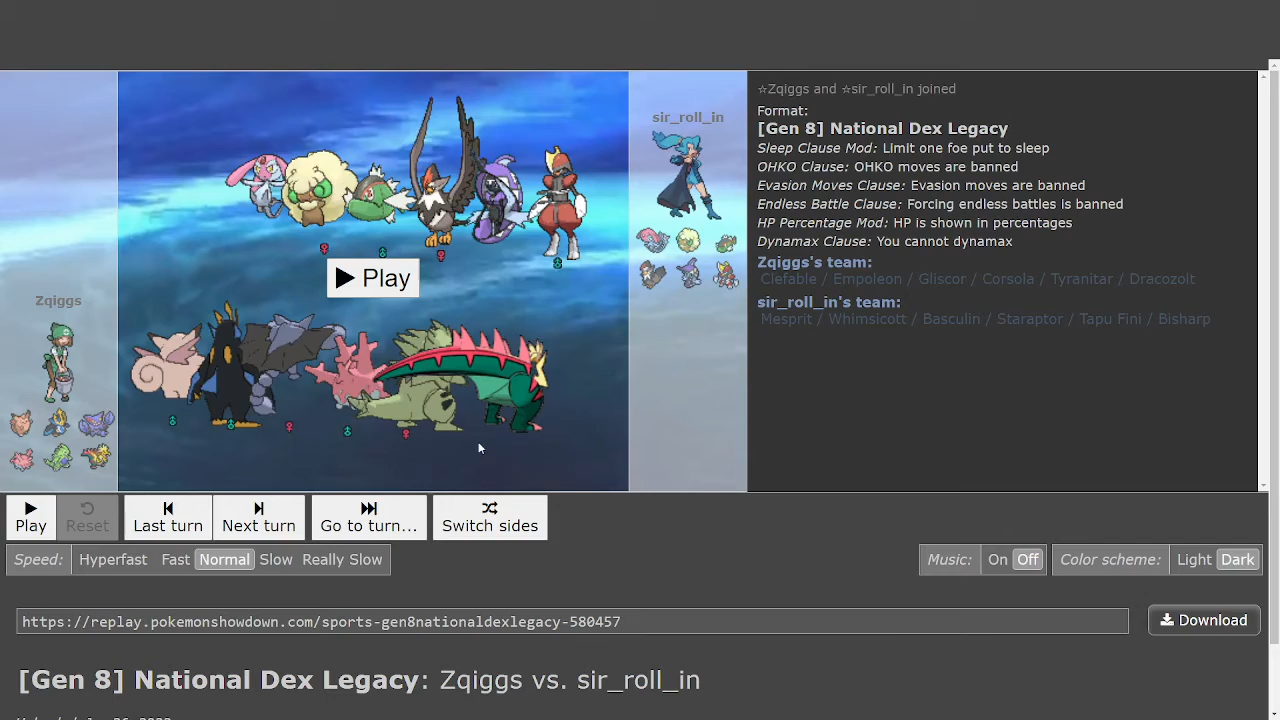 sir_roll_in
Zqiggs
Play
☆Zqiggs and ☆sir_roll_in joined
Format:
[Gen 8] National Dex Legacy
Sleep Clause Mod: Limit one foe put to sleep
OHKO Clause: OHKO moves are banned
Evasion Moves Clause: Evasion moves are banned
Endless Battle Clause: Forcing endless battles is banned
HP Percentage Mod: HP is shown in percentages
Dynamax Clause: You cannot dynamax
Zqiggs's team:
Clefable / Empoleon / Gliscor / Corsola / Tyranitar / Dracozolt
sir_roll_in's team:
Mesprit / Whimsicott / Basculin / Staraptor / Tapu Fini / Bisharp
Play Reset Last turn Next turn Go to turn... Switch sides
Speed: Hyperfast Fast Normal Slow Really Slow Music: On Off Color scheme: Light Dark
https://replay.pokemonshowdown.com/sports-gen8nationaldexlegacy-580457 Download
[Gen 8] National Dex Legacy: Zqiggs vs. sir_roll_in